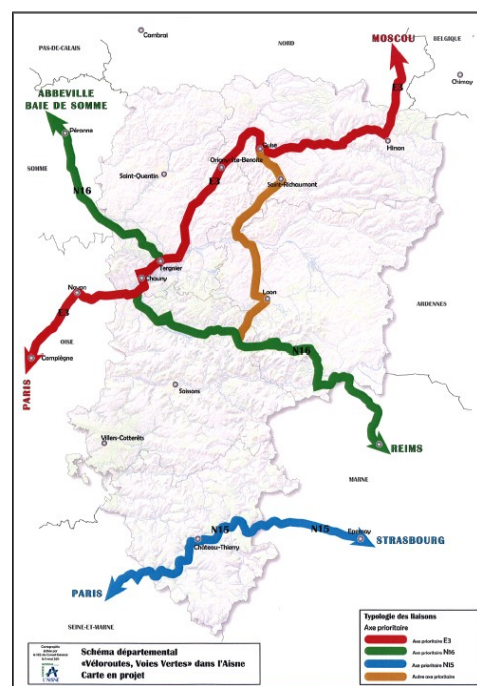 Cambrai
NORD
MOSCOU
BELGIQUE
PAS-DE-CALAIS
Chimay
E3
ABBEVILLE
BAIE DE SOMME
Péronne
Guise
Hirson
Origny-Ste-Benoîte
SOMME
Saint-Quentin
E3
Saint-Richaumont
N16
Tergnier
Chauny
Noyon
Laon
ARDENNES
E3
OISE
N16
Compiègne
PARIS
Soissons
Villers-Cotterêts
REIMS
MARNE
N15
N15
Epernay
STRASBOURG
Château-Thierry
PARIS
SEINE-ET-MARNE
Typologie des liaisons
Axe prioritaire
Axe prioritaire E3
Axe prioritaire N16
Axe prioritaire N15
Autre axe prioritaire
Schéma départemental
«Véloroutes, Voies Vertes» dans l'Aisne
Carte en projet
L'AISNE